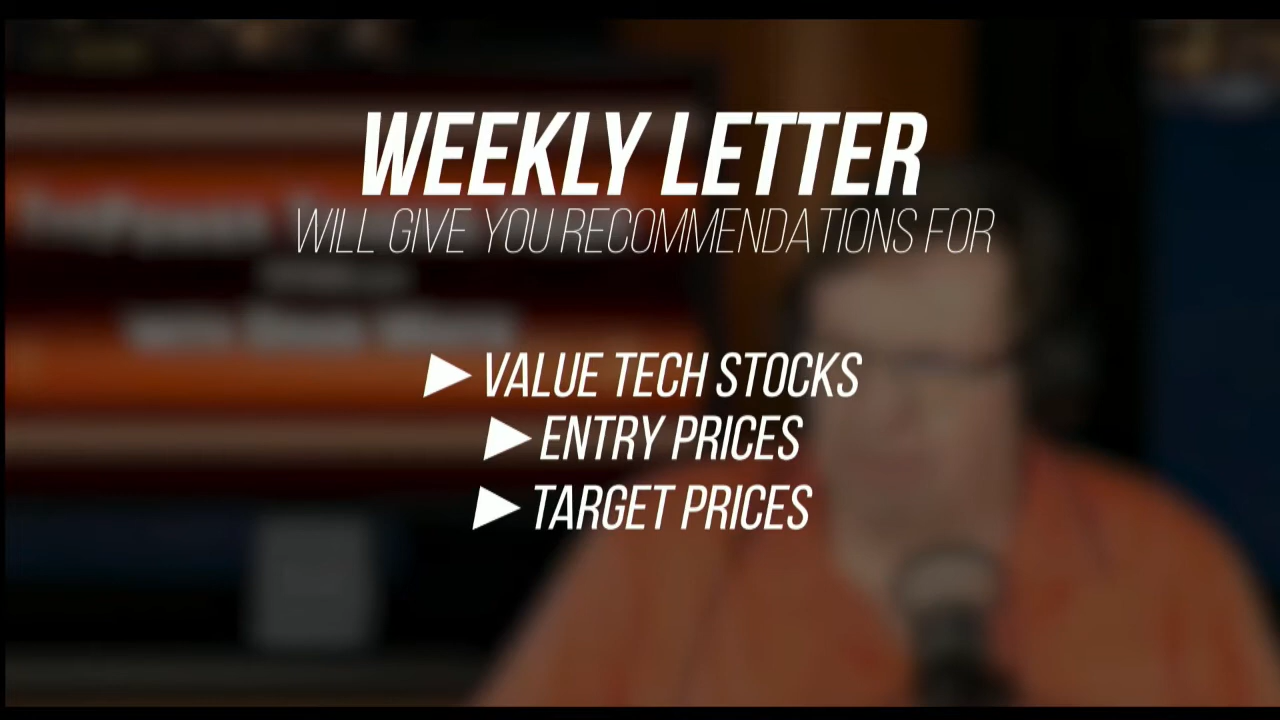 WEEKLY LETTER
WILL GIVE YOU RECOMMENDATIONS FOR
VALUE TECH STOCKS
ENTRY PRICES
TARGET PRICES